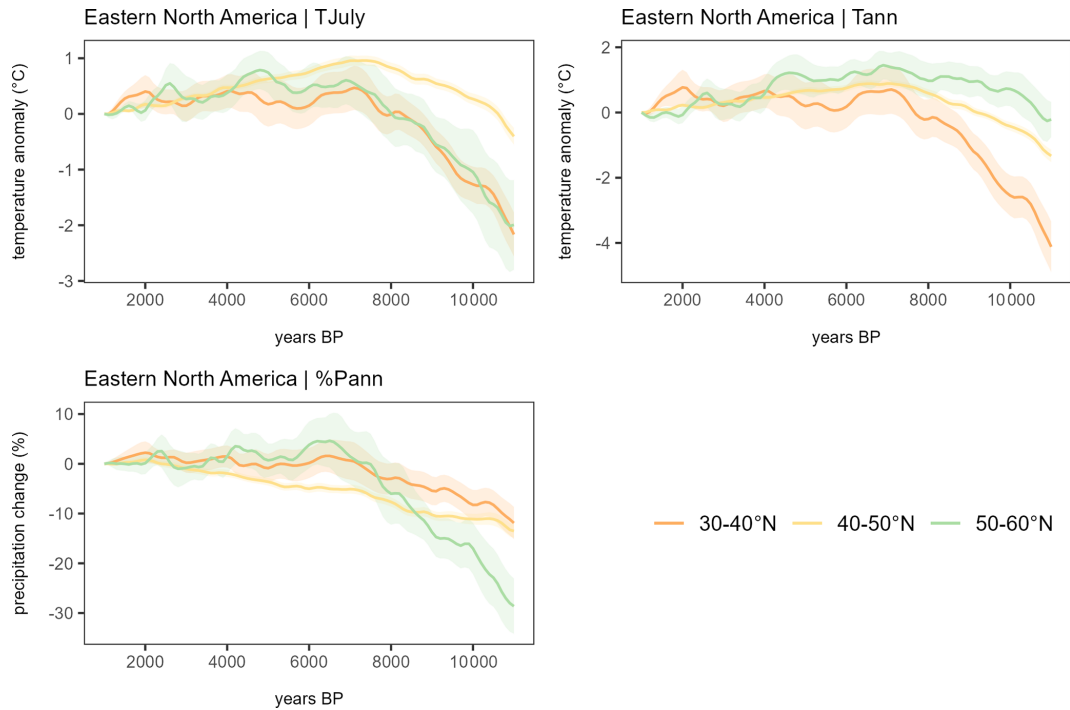 Eastern North America | TJuly
temperature anomaly (°C)
1
0
-1
-2
-3
2000 4000 6000 8000 10000
years BP
Eastern North America | Tann
temperature anomaly (°C)
2
0
-2
-4
2000 4000 6000 8000 10000
years BP
Eastern North America | %Pann
precipitation change (%)
10
0
-10
-20
-30
2000 4000 6000 8000 10000
years BP
30-40°N 40-50°N 50-60°N